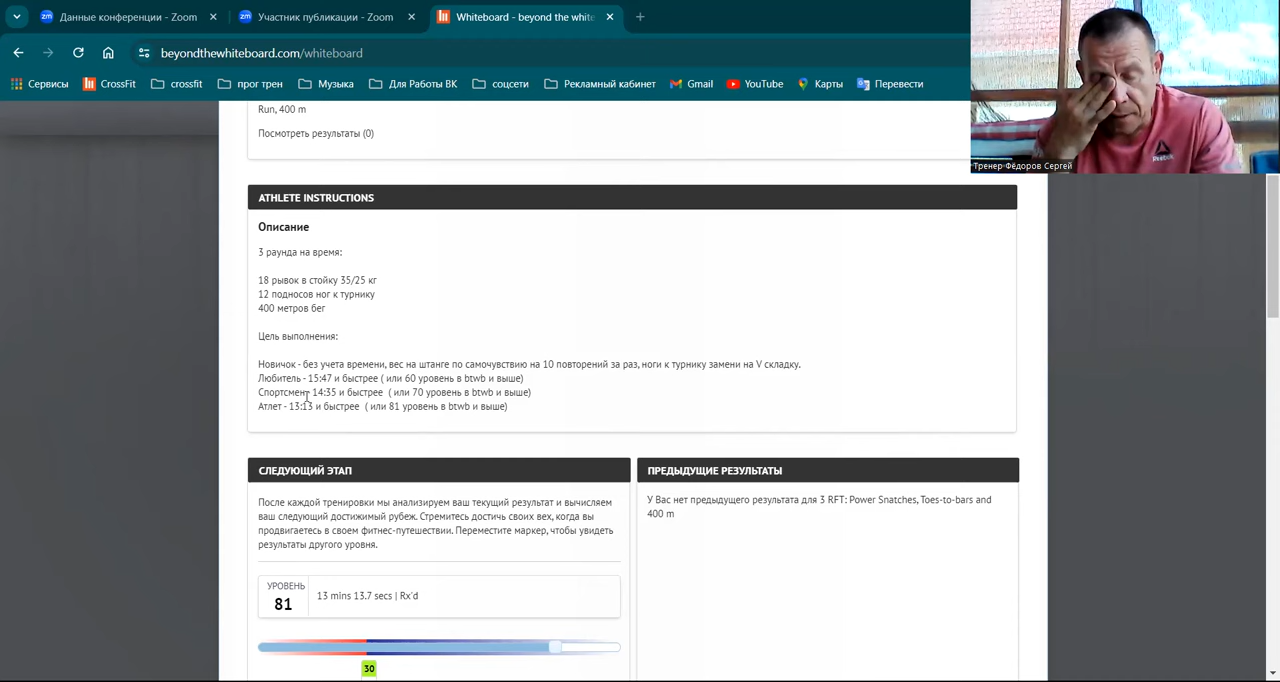 Данные конференции - Zoom
Участник публикации - Zoom
Whiteboard - beyond the white
beyondthewhiteboard.com/whiteboard
Сервисы
CrossFit
crossfit
прог трен
Музыка
Для Работы ВК
соцсети
Рекламный кабинет
Gmail
YouTube
Карты
Перевести
Reebok
Тренер Фёдоров Сергей
Run, 400 m
Посмотреть результаты (0)
ATHLETE INSTRUCTIONS
Описание
3 раунда на время:
18 рывок в стойку 35/25 кг
12 подносов ног к турнику
400 метров бег
Цель выполнения:
Новичок - без учета времени, вес на штанге по самочувствию на 10 повторений за раз, ноги к турнику замени на V складку.
Любитель - 15:47 и быстрее ( или 60 уровень в btwb и выше)
Спортсмен- 14:35 и быстрее ( или 70 уровень в btwb и выше)
Атлет - 13:13 и быстрее ( или 81 уровень в btwb и выше)
СЛЕДУЮЩИЙ ЭТАП
После каждой тренировки мы анализируем ваш текущий результат и вычисляем
ваш следующий достижимый рубеж. Стремитесь достичь своих вех, когда вы
продвигаетесь в своем фитнес-путешествии. Переместите маркер, чтобы увидеть
результаты другого уровня.
УРОВЕНЬ
81
13 mins 13.7 secs | Rx'd
30
ПРЕДЫДУЩИЕ РЕЗУЛЬТАТЫ
У Вас нет предыдущего результата для 3 RFT: Power Snatches, Toes-to-bars and
400 m